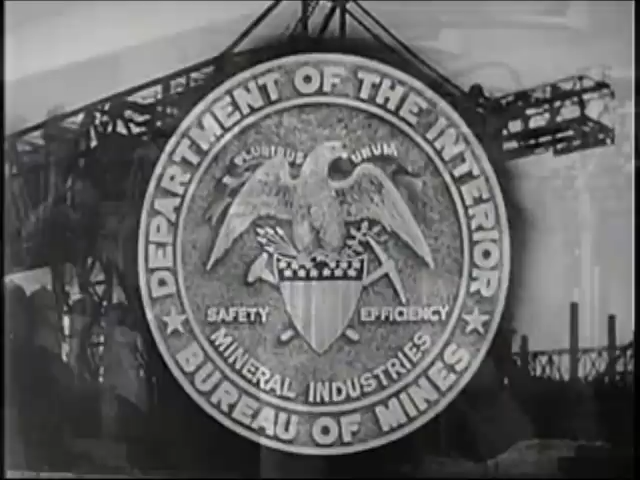 DEPARTMENT OF THE INTERIOR
PLURIBUS UNUM
SAFETY EFFICIENCY
MINERAL INDUSTRIES
BUREAU OF MINES